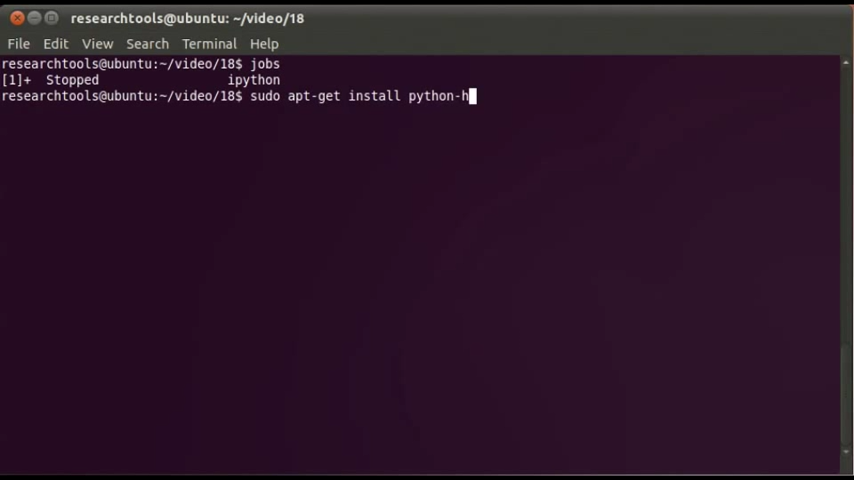 researchtools@ubuntu: ~/video/18
File Edit View Search Terminal Help
researchtools@ubuntu:~/video/18$ jobs
[1]+  Stopped                 ipython
researchtools@ubuntu:~/video/18$ sudo apt-get install python-h